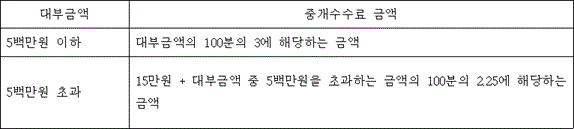 대부금액
중개수수료 금액
5백만원 이하
대부금액의 100분의 3에 해당하는 금액
5백만원 초과
15만원 + 대부금액 중 5백만원을 초과하는 금액의 100분의 2.25에 해당하는
금액